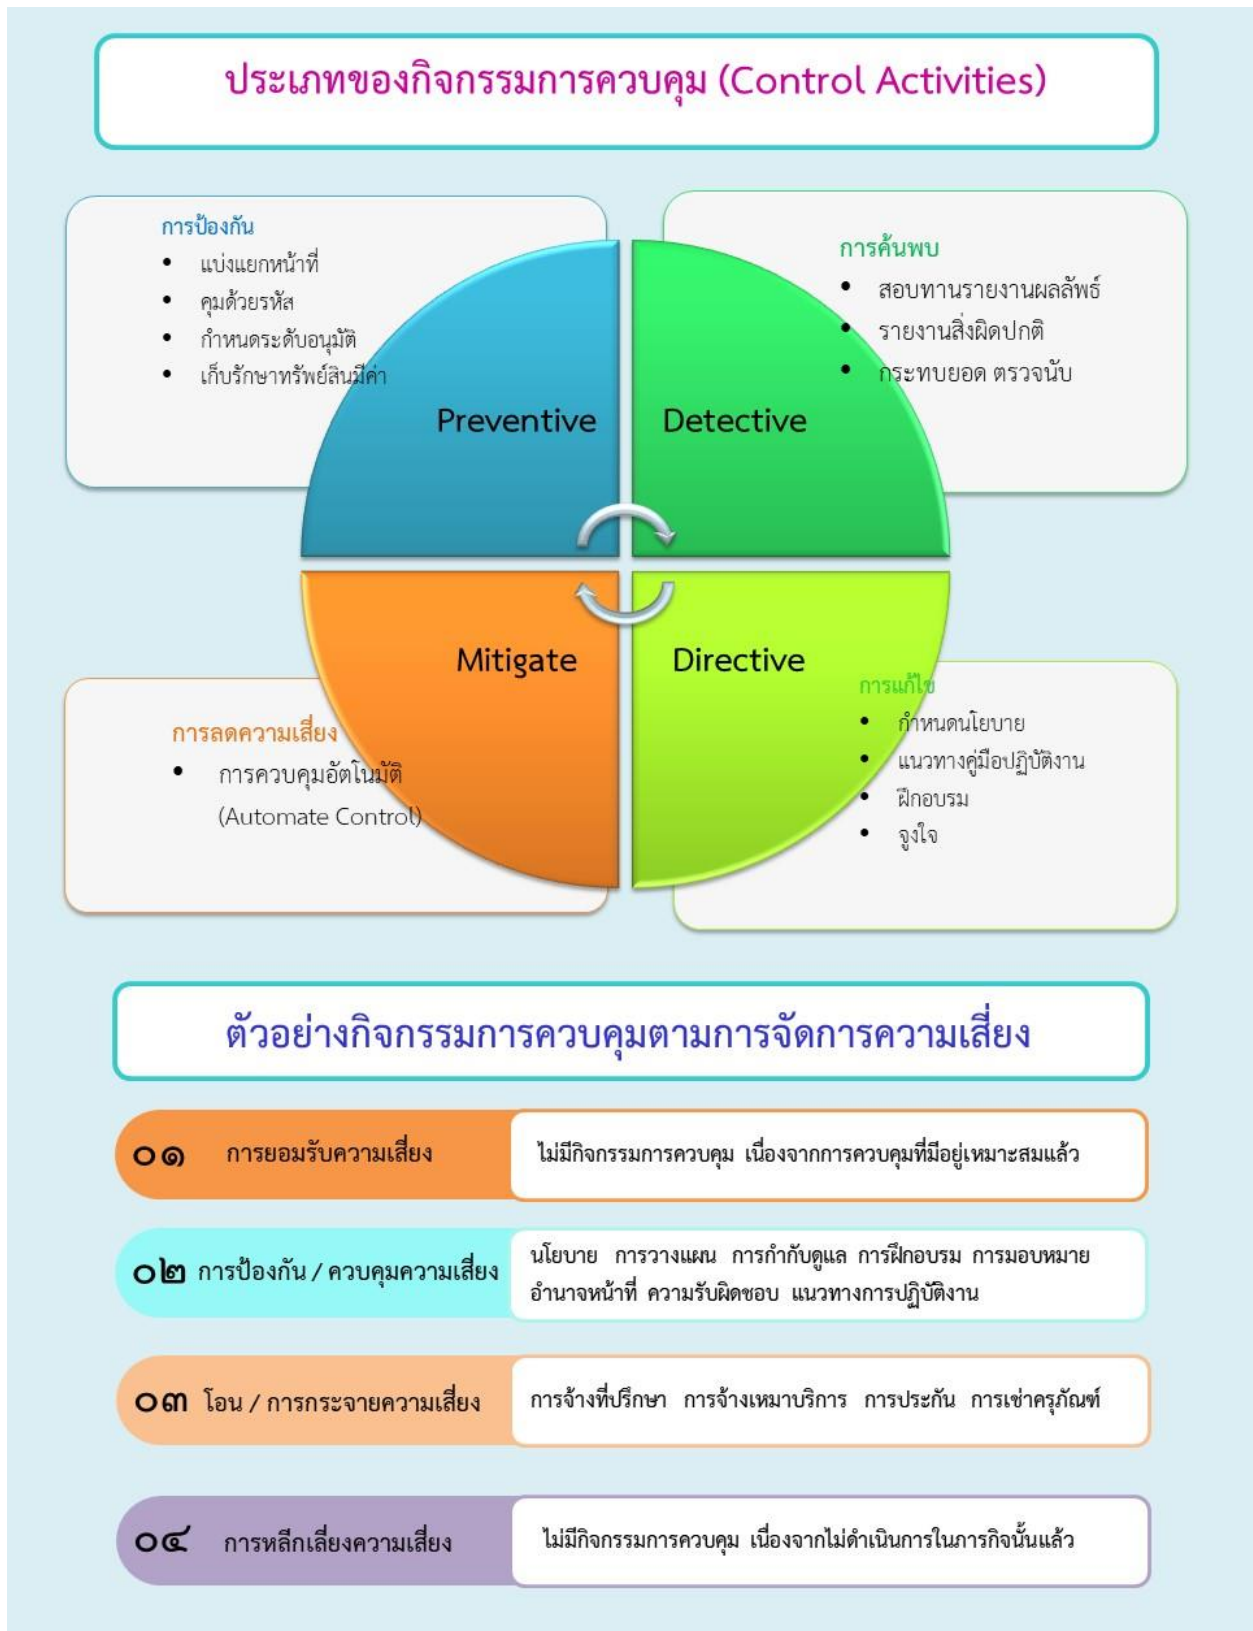 ประเภทของกิจกรรมการควบคุม (Control Activities)
การป้องกัน
• แบ่งแยกหน้าที่
• คุมด้วยรหัส
• กำหนดระดับอนุมัติ
• เก็บรักษาทรัพย์สินมีค่า
การค้นพบ
• สอบทานรายงานผลลัพธ์
• รายงานสิ่งผิดปกติ
• กระทบยอด ตรวจนับ
Preventive
Detective
Mitigate
Directive
การลดความเสี่ยง
• การควบคุมอัตโนมัติ
(Automate Control)
การแก้ไข
• กำหนดนโยบาย
• แนวทางคู่มือปฏิบัติงาน
• ฝึกอบรม
• จูงใจ
ตัวอย่างกิจกรรมการควบคุมตามการจัดการความเสี่ยง
๐๑ การยอมรับความเสี่ยง
ไม่มีกิจกรรมการควบคุม เนื่องจากการควบคุมที่มีอยู่เหมาะสมแล้ว
๐๒ การป้องกัน / ควบคุมความเสี่ยง
นโยบาย การวางแผน การกำกับดูแล การฝึกอบรม การมอบหมาย
อำนาจหน้าที่ ความรับผิดชอบ แนวทางการปฏิบัติงาน
๐๓ โอน / การกระจายความเสี่ยง
การจ้างที่ปรึกษา การจ้างเหมาบริการ การประกัน การเช่าครุภัณฑ์
๐๔ การหลีกเลี่ยงความเสี่ยง
ไม่มีกิจกรรมการควบคุม เนื่องจากไม่ดำเนินการในภารกิจนั้นแล้ว